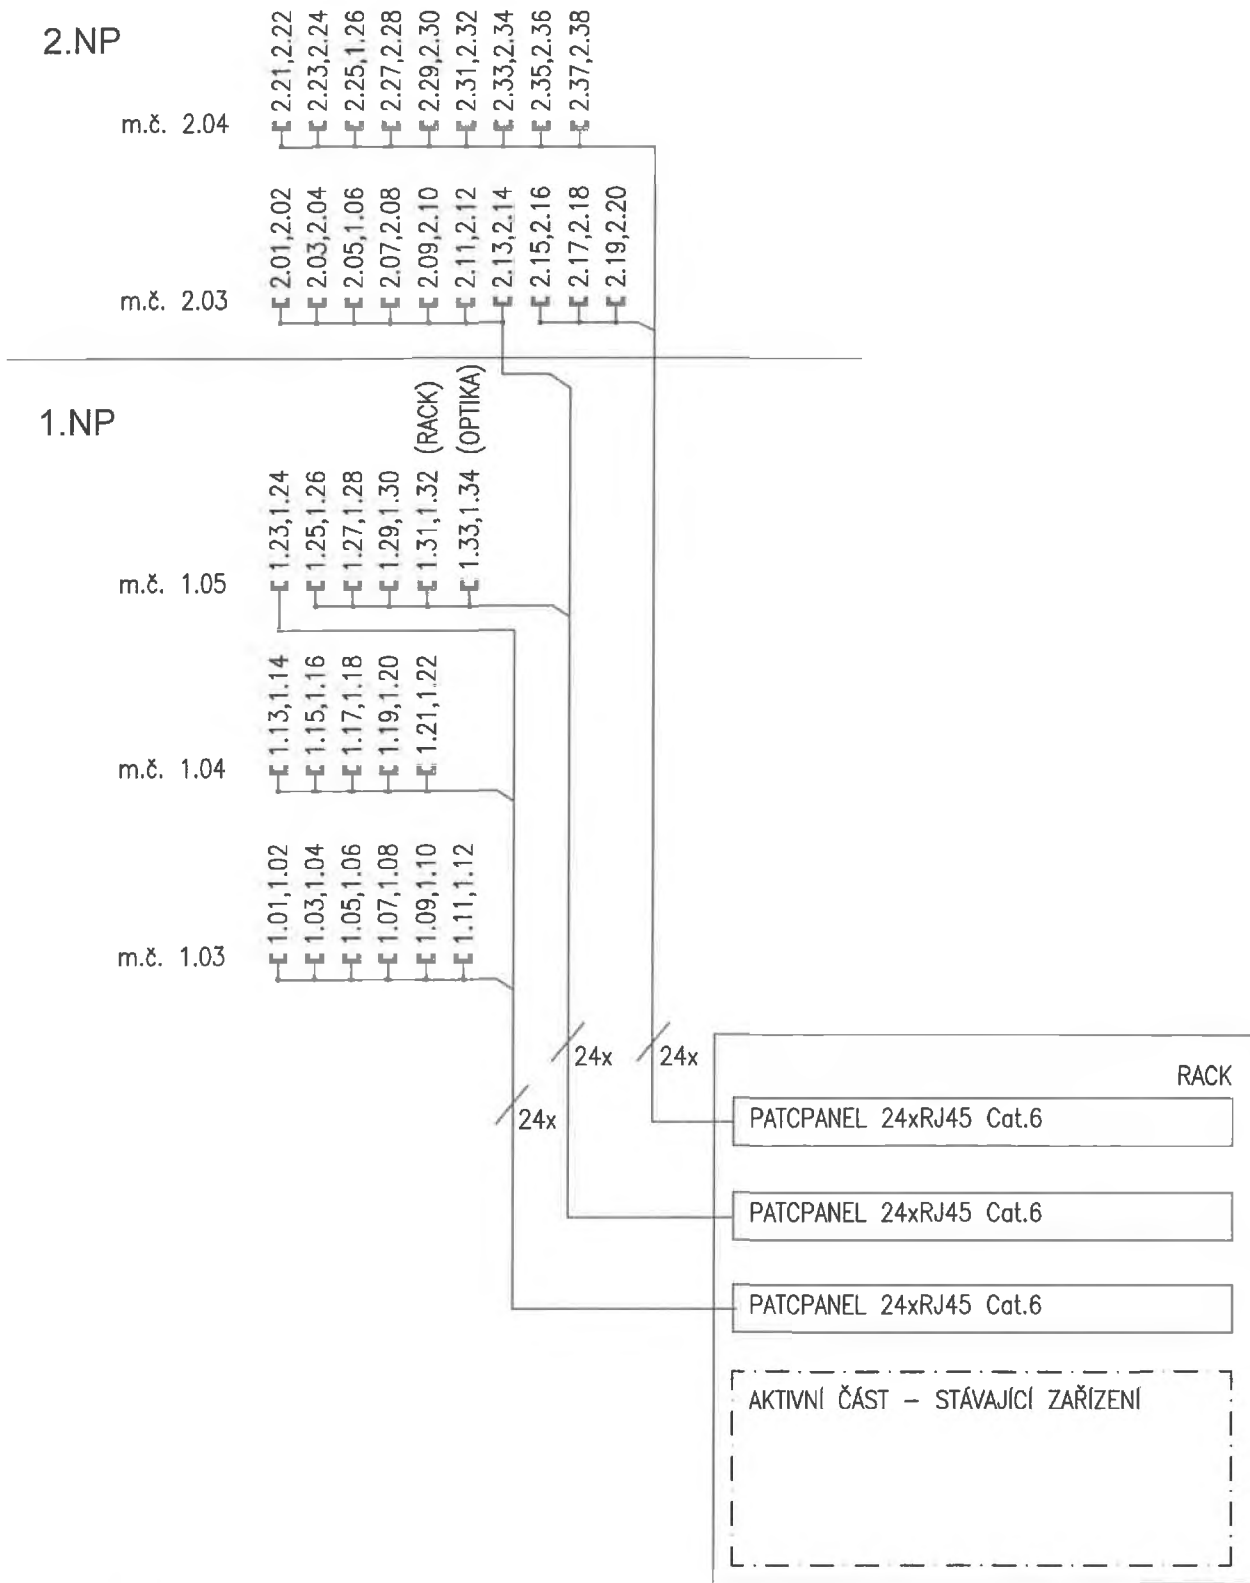 2.NP
2.21,2.22
2.23,2.24
2.25,1.26
2.27,2.28
2.29,2.30
2.31,2.32
2.33,2.34
2.35,2.36
2.37,2.38
m.č. 2.04
2.01,2.02
2.03,2.04
2.05,1.06
2.07,2.08
2.09,2.10
2.11,2.12
2.13,2.14
2.15,2.16
2.17,2.18
2.19,2.20
m.č. 2.03
1.NP
1.23,1.24
1.25,1.26
1.27,1.28
1.29,1.30
1.31,1.32 (RACK)
1.33,1.34 (OPTIKA)
m.č. 1.05
1.13,1.14
1.15,1.16
1.17,1.18
1.19,1.20
1.21,1.22
m.č. 1.04
1.01,1.02
1.03,1.04
1.05,1.06
1.07,1.08
1.09,1.10
1.11,1.12
m.č. 1.03
24x
24x
24x
RACK
PATCPANEL 24xRJ45 Cat.6
PATCPANEL 24xRJ45 Cat.6
PATCPANEL 24xRJ45 Cat.6
AKTIVNÍ ČÁST – STÁVAJÍCÍ ZAŘÍZENÍ